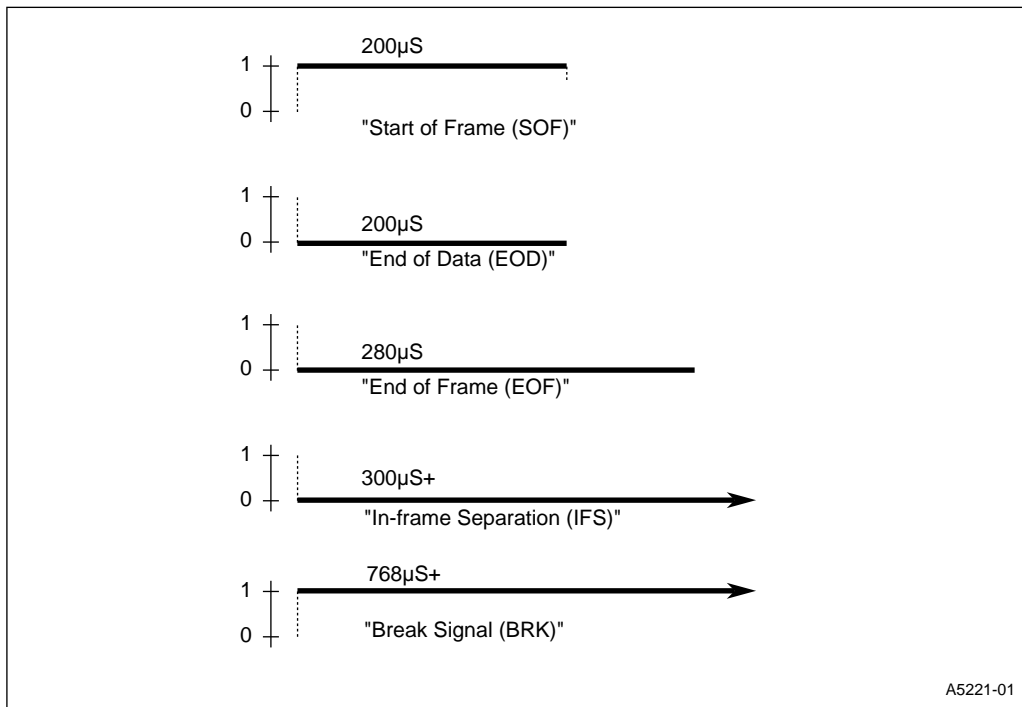 200µS
1
0
"Start of Frame (SOF)"
1
200µS
0
"End of Data (EOD)"
1
280µS
0
"End of Frame (EOF)"
1
300µS+
0
"In-frame Separation (IFS)"
768µS+
1
0
"Break Signal (BRK)"
A5221-01